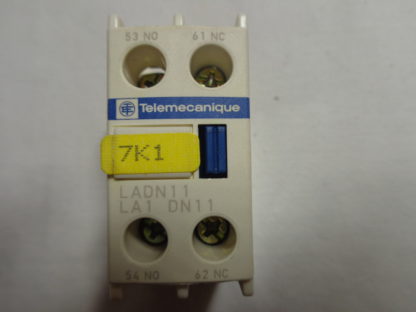 53 NO 61 NC
Telemecanique
7K1
LADN11
LA1 DN11
54 NO 62 NC